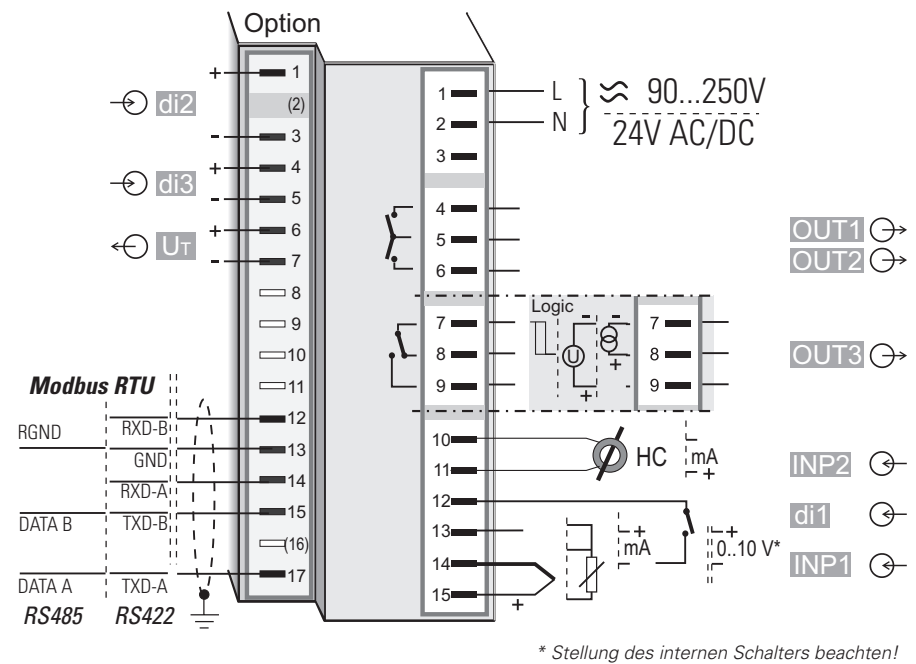 Option
+ 1
di2
(2)
- 3
+ 4
di3
- 5
+ 6
UT
- 7
8
9
10
11
Modbus RTU
12
RGND RXD-B
13
GND
14
RXD-A
15
DATA B TXD-B
(16)
17
DATA A TXD-A
RS485 RS422
1 L
≈ 90...250V
2 N
24V AC/DC
3
4
5
6
OUT1
OUT2
Logic
7 - - 7
8 U 8
+
OUT3
9 + - 9
10
HC - mA +
INP2
11
12
di1
13
+ mA -
+ 0..10 V* -
14
INP1
15 +
* Stellung des internen Schalters beachten!